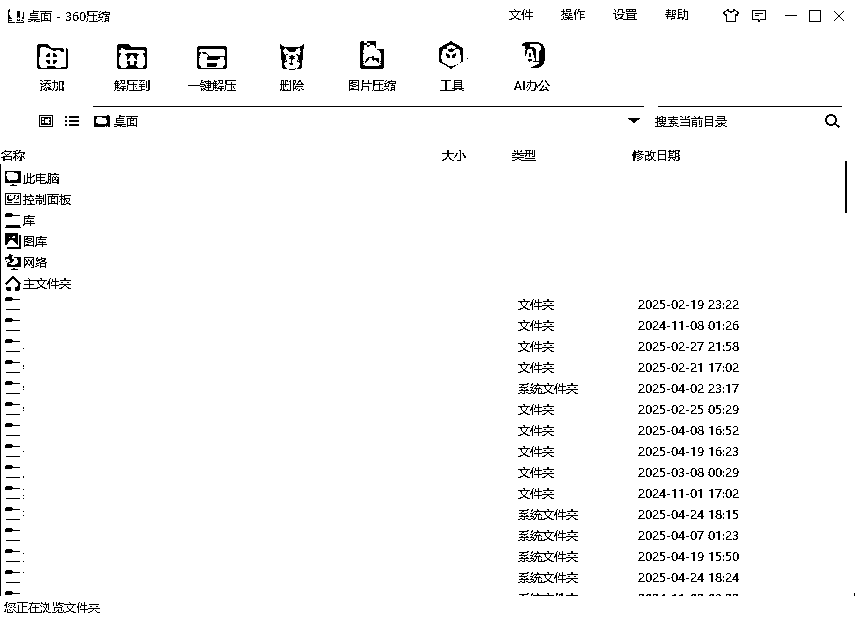 桌面 - 360压缩 文件 操作 设置 帮助
添加 解压到 一键解压 删除 图片压缩 工具 AI办公
桌面 搜素当前目录
名称 大小 类型 修改日期
此电脑
控制面板
库
图库
网络
主文件夹
文件夹 2025-02-19 23:22
文件夹 2024-11-08 01:26
文件夹 2025-02-27 21:58
文件夹 2025-02-21 17:02
系统文件夹 2025-04-02 23:17
文件夹 2025-02-25 05:29
文件夹 2025-04-08 16:52
文件夹 2025-04-19 16:23
文件夹 2025-03-08 00:29
文件夹 2024-11-01 17:02
系统文件夹 2025-04-24 18:15
系统文件夹 2025-04-07 01:23
系统文件夹 2025-04-19 15:50
系统文件夹 2025-04-24 18:24
您正在浏览文件夹